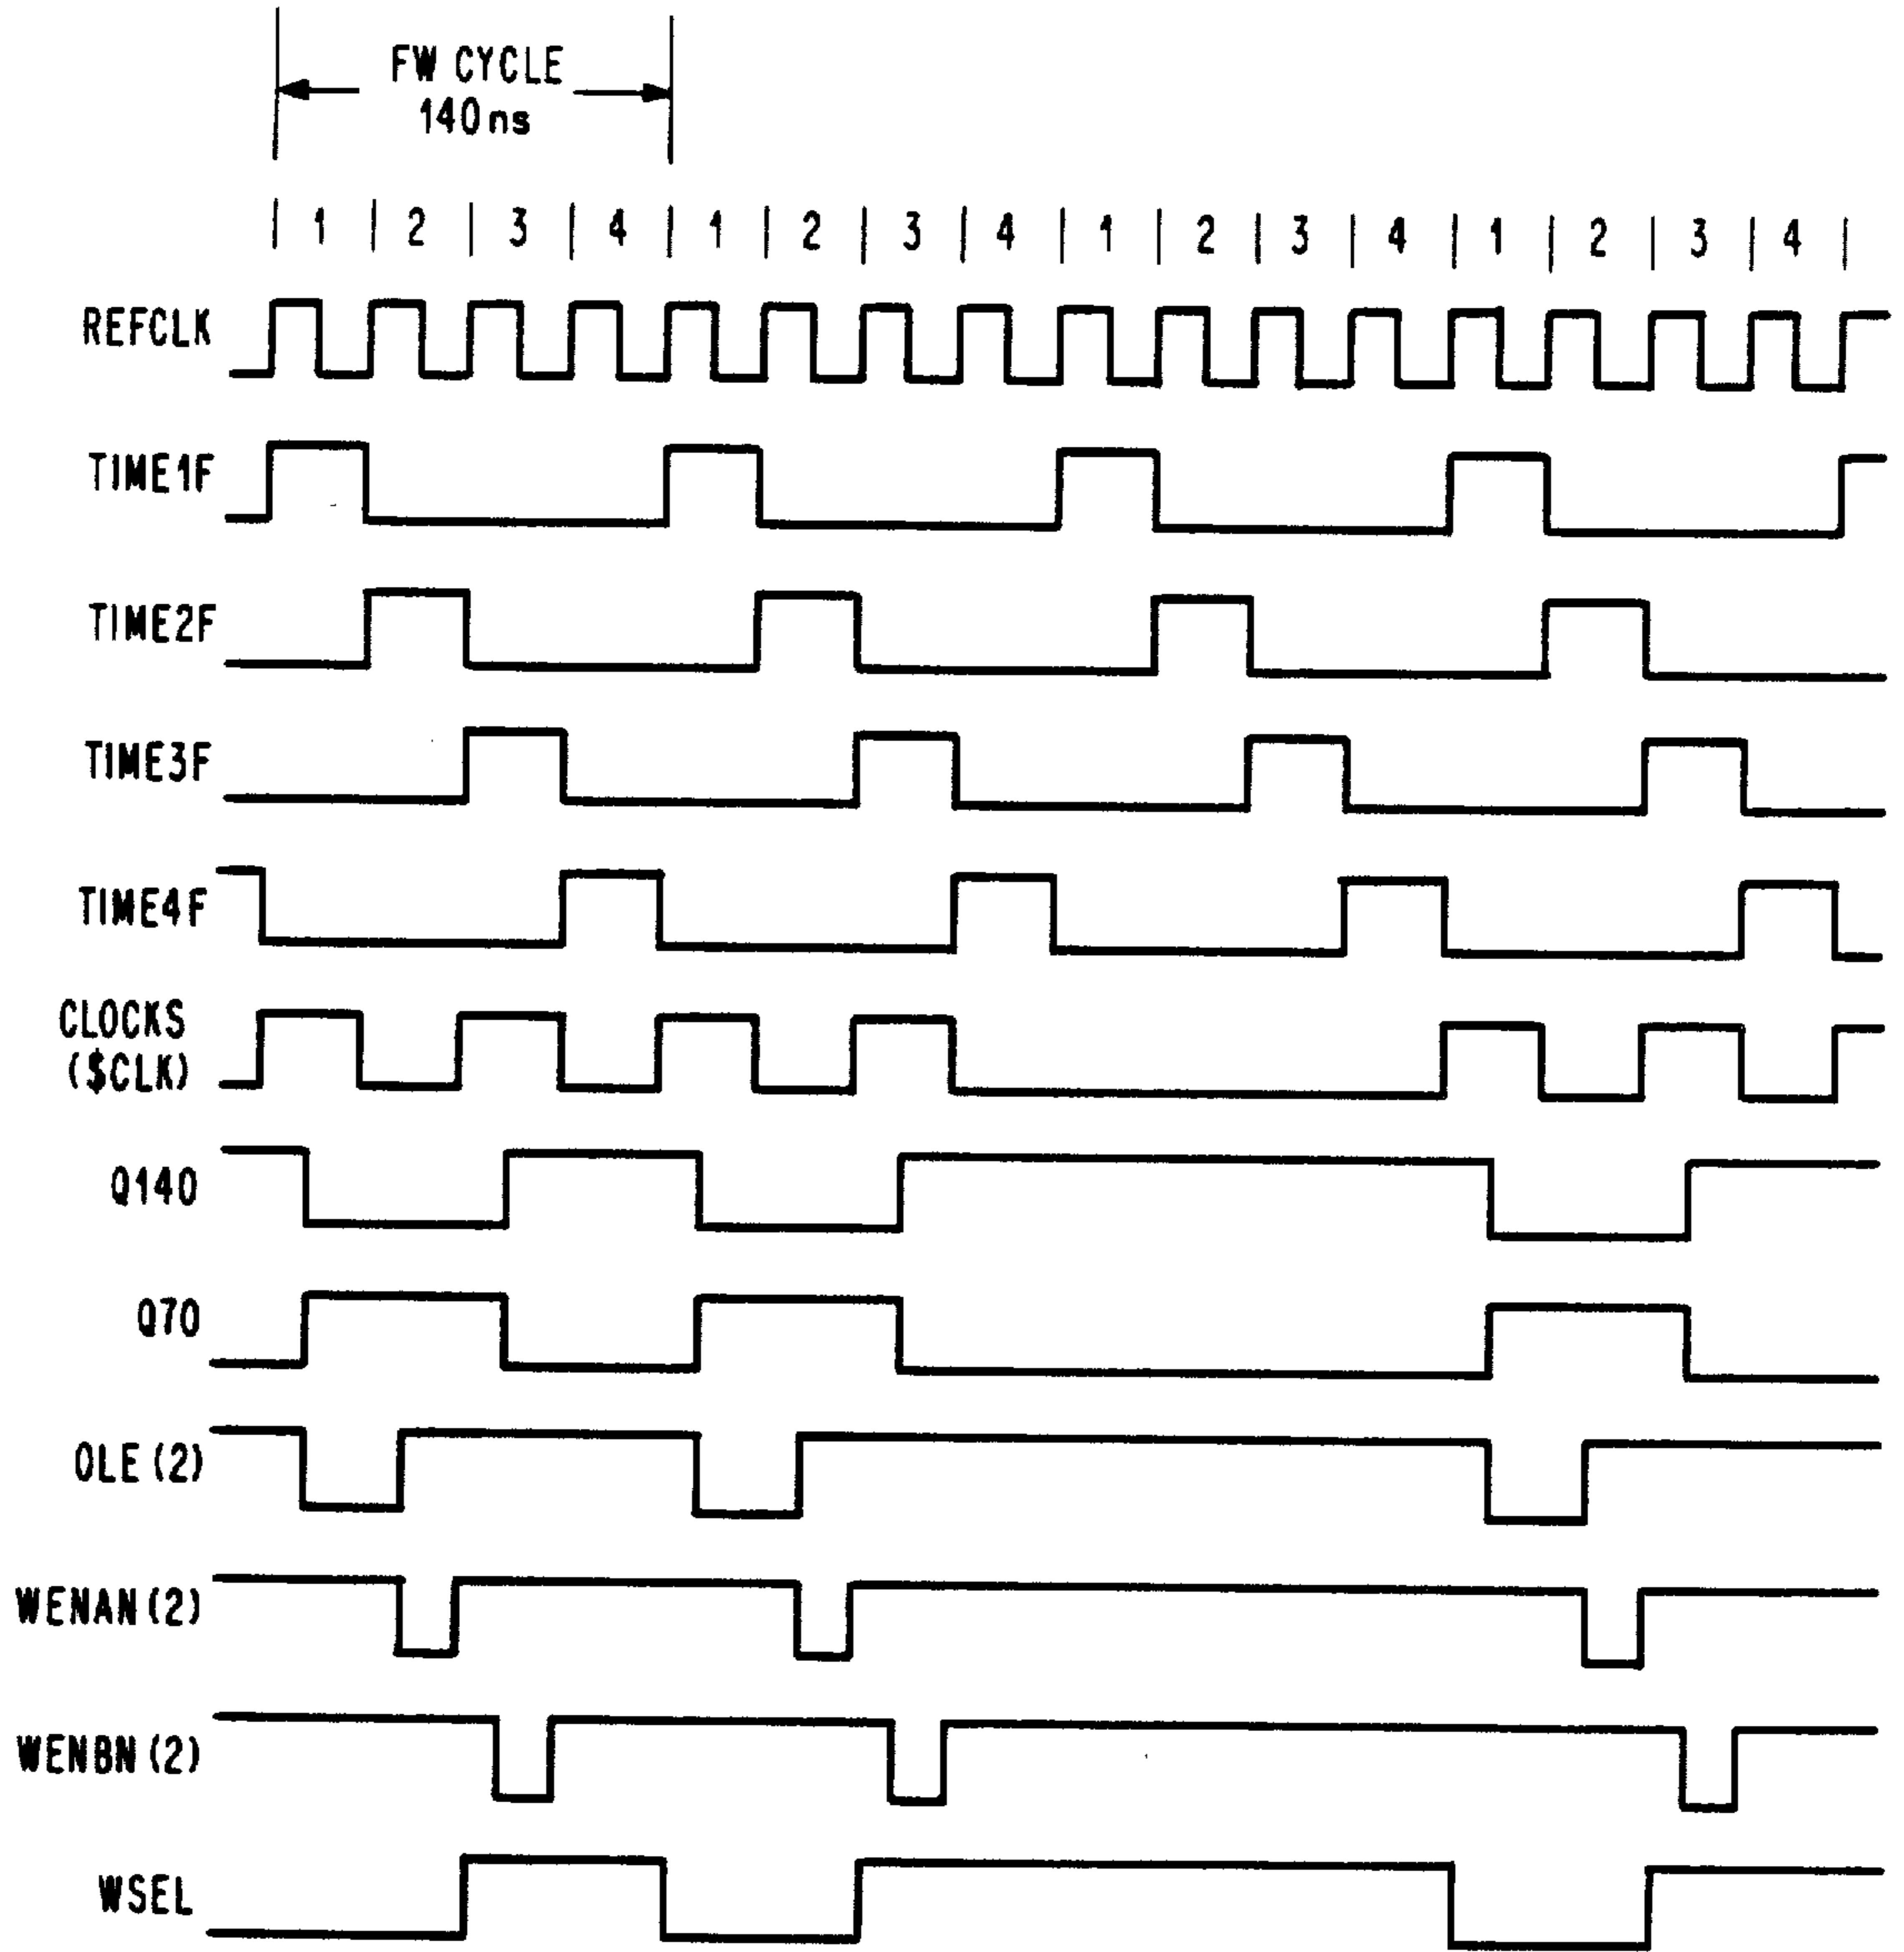 FW CYCLE
140ns
| 1 | 2 | 3 | 4 | 1 | 2 | 3 | 4 | 1 | 2 | 3 | 4 | 1 | 2 | 3 | 4 |
REFCLK
TIME1F
TIME2F
TIME3F
TIME4F
CLOCKS
($CLK)
Q140
Q70
OLE (2)
WENAN (2)
WENBN (2)
WSEL